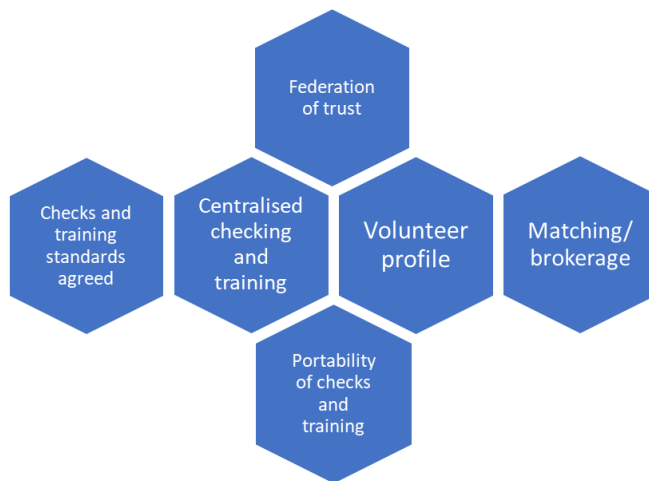 Federation
of trust
Checks and
training
standards
agreed
Centralised
checking
and
training
Volunteer
profile
Matching/
brokerage
Portability
of checks
and
training